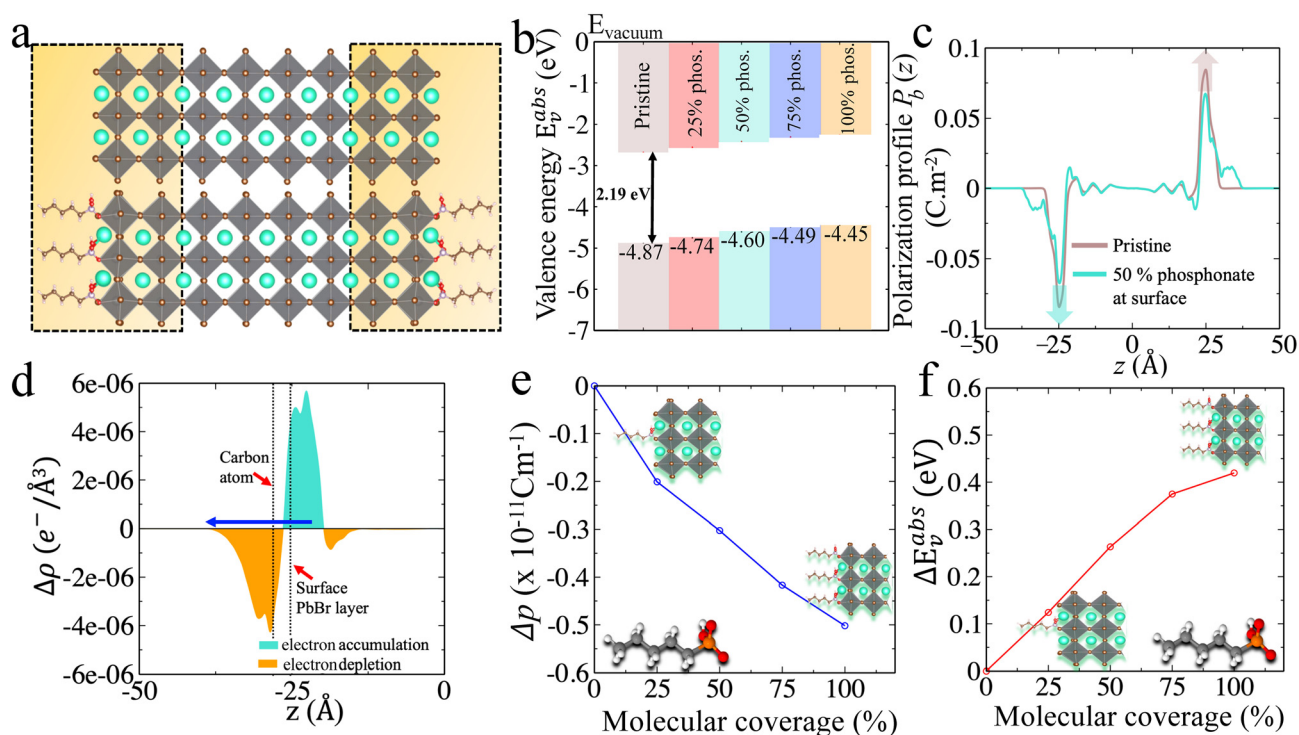 a
b
E_vacuum
Valence energy E_v^abs (eV)
0
-1
-2
-3
-4
-5
-6
-7
Pristine
25% phos.
50% phos.
75% phos.
100% phos.
2.19 eV
-4.87
-4.74
-4.60
-4.49
-4.45
c
Polarization profile P_b (z)
(C.m⁻²)
0.1
0.05
0
-0.05
-0.1
Pristine
50 % phosphonate
at surface
−50
−25
0
25
50
z (Å)
d
Δρ (e⁻/Å³)
6e-06
4e-06
2e-06
0
-2e-06
-4e-06
-6e-06
Carbon
atom
Surface
PbBr layer
electron accumulation
electron depletion
-50
-25
0
z (Å)
e
Δp (x 10⁻¹¹Cm⁻¹)
0
-0.1
-0.2
-0.3
-0.4
-0.5
-0.6
0
25
50
75
100
Molecular coverage (%)
f
ΔE_v^abs (eV)
0.6
0.5
0.4
0.3
0.2
0.1
0
0
25
50
75
100
Molecular coverage (%)